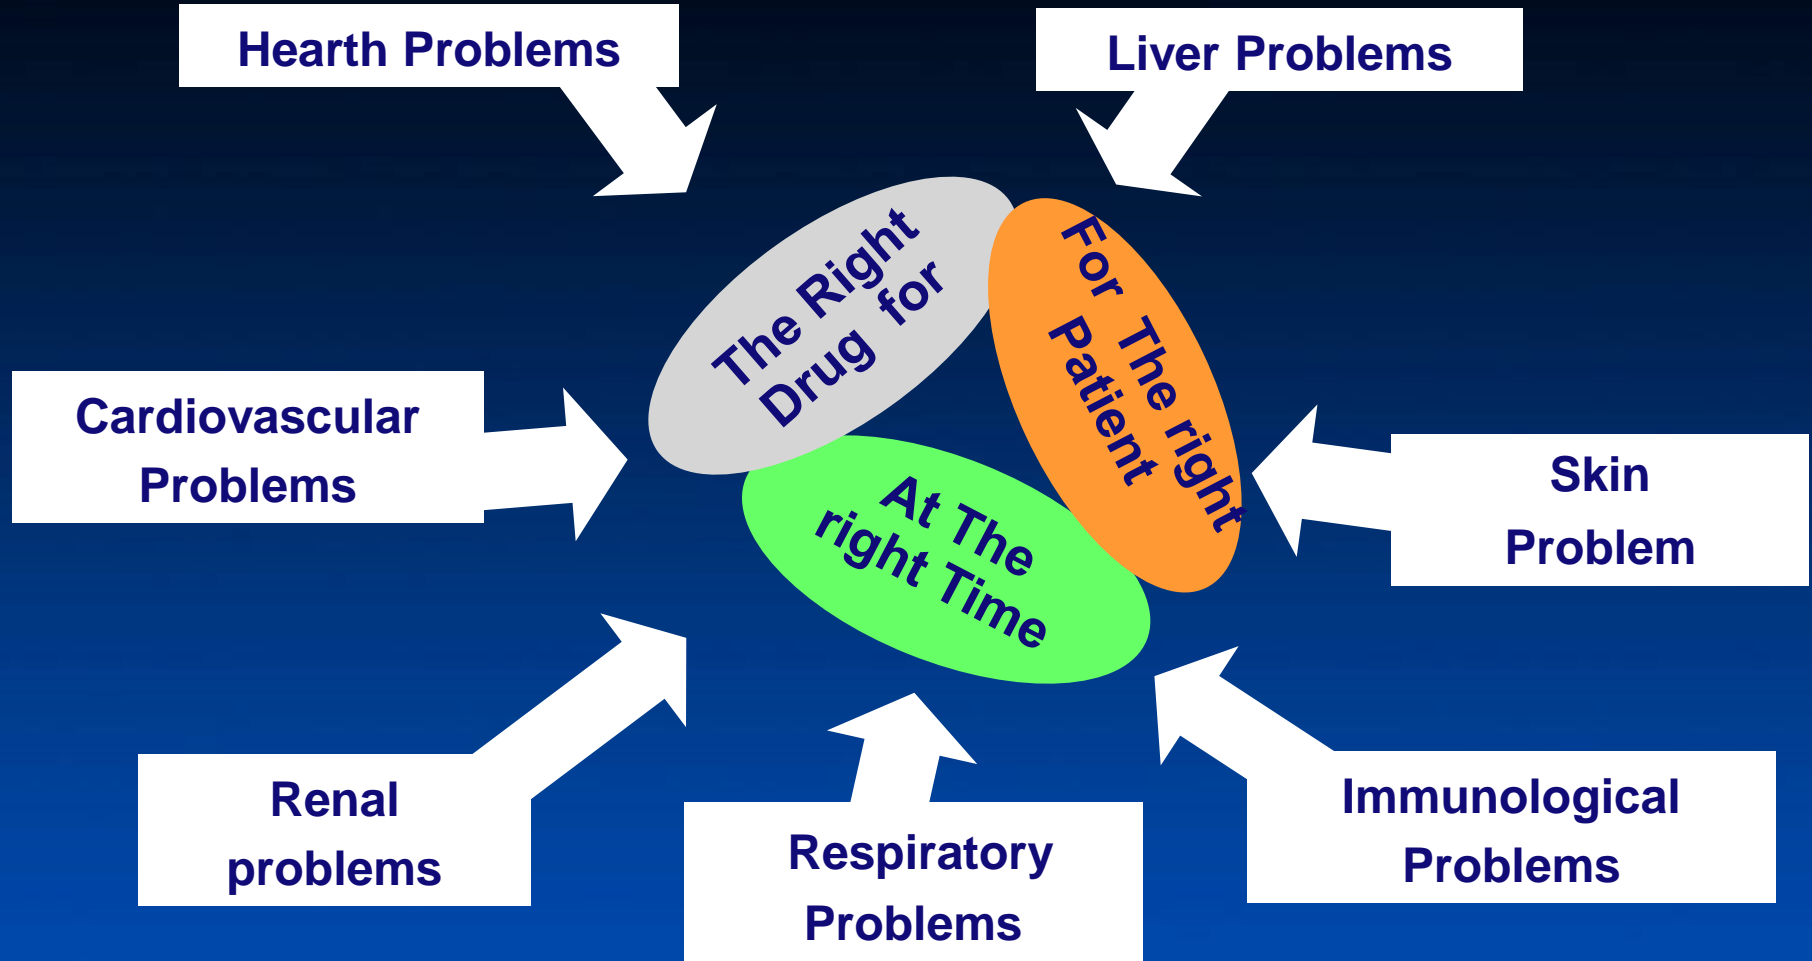 Hearth Problems
Liver Problems
The Right
Drug for
For The right
Patient
Cardiovascular
Problems
At The
right Time
Skin
Problem
Renal
problems
Respiratory
Problems
Immunological
Problems